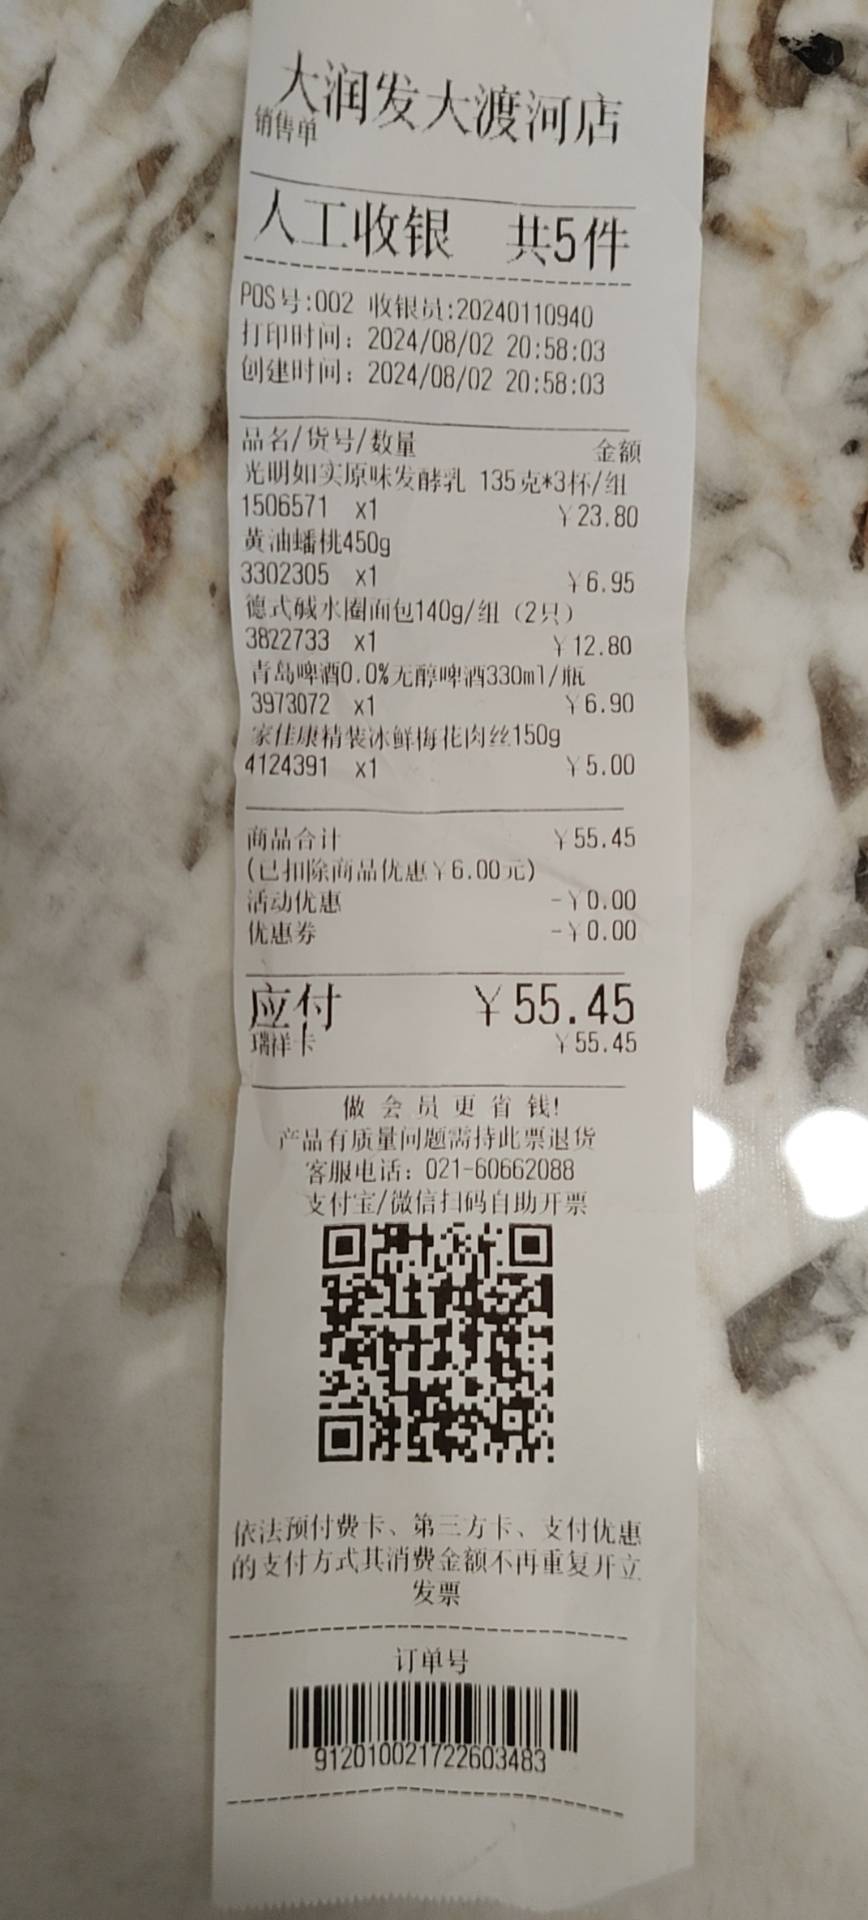 大润发大渡河店
销售单
人工收银 共5件
POS号:002 收银员:20240110940
打印时间：2024/08/02 20:58:03
创建时间：2024/08/02 20:58:03
品名/货号/数量 金额
光明如实原味发酵乳 135克*3杯/组
1506571 x1 ￥23.80
黄油蟠桃450g
3302305 x1 ￥6.95
德式碱水圈面包140g/组（2只）
3822733 x1 ￥12.80
青岛啤酒0.0%无醇啤酒330ml/瓶
3973072 x1 ￥6.90
家佳康精装冰鲜梅花肉丝150g
4124391 x1 ￥5.00
商品合计 ￥55.45
(已扣除商品优惠￥6.00元)
活动优惠 -￥0.00
优惠券 -￥0.00
应付 ￥55.45
瑞祥卡 ￥55.45
做会员更省钱!
产品有质量问题需持此票退货
客服电话：021-60662088
支付宝/微信扫码自助开票
依法预付费卡、第三方卡、支付优惠
的支付方式其消费金额不再重复开立
发票
订单号
912010021722603483